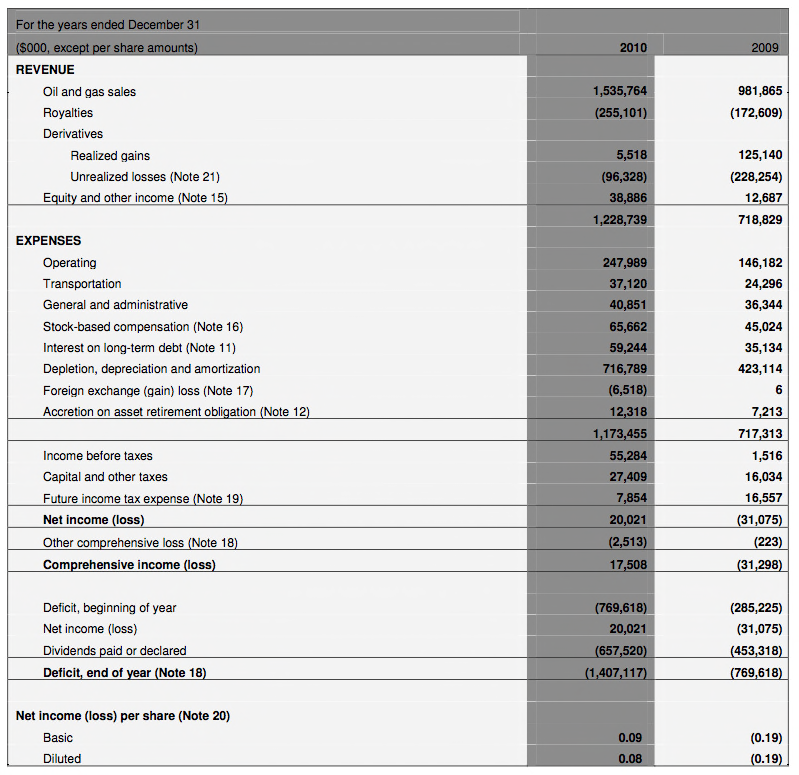 For the years ended December 31
($000, except per share amounts) 2010 2009
REVENUE
Oil and gas sales 1,535,764 981,865
Royalties (255,101) (172,609)
Derivatives
Realized gains 5,518 125,140
Unrealized losses (Note 21) (96,328) (228,254)
Equity and other income (Note 15) 38,886 12,687
1,228,739 718,829
EXPENSES
Operating 247,989 146,182
Transportation 37,120 24,296
General and administrative 40,851 36,344
Stock-based compensation (Note 16) 65,662 45,024
Interest on long-term debt (Note 11) 59,244 35,134
Depletion, depreciation and amortization 716,789 423,114
Foreign exchange (gain) loss (Note 17) (6,518) 6
Accretion on asset retirement obligation (Note 12) 12,318 7,213
1,173,455 717,313
Income before taxes 55,284 1,516
Capital and other taxes 27,409 16,034
Future income tax expense (Note 19) 7,854 16,557
Net income (loss) 20,021 (31,075)
Other comprehensive loss (Note 18) (2,513) (223)
Comprehensive income (loss) 17,508 (31,298)
Deficit, beginning of year (769,618) (285,225)
Net income (loss) 20,021 (31,075)
Dividends paid or declared (657,520) (453,318)
Deficit, end of year (Note 18) (1,407,117) (769,618)
Net income (loss) per share (Note 20)
Basic 0.09 (0.19)
Diluted 0.08 (0.19)